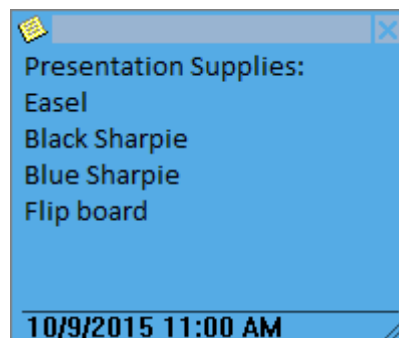 Presentation Supplies:
Easel
Black Sharpie
Blue Sharpie
Flip board
10/9/2015 11:00 AM